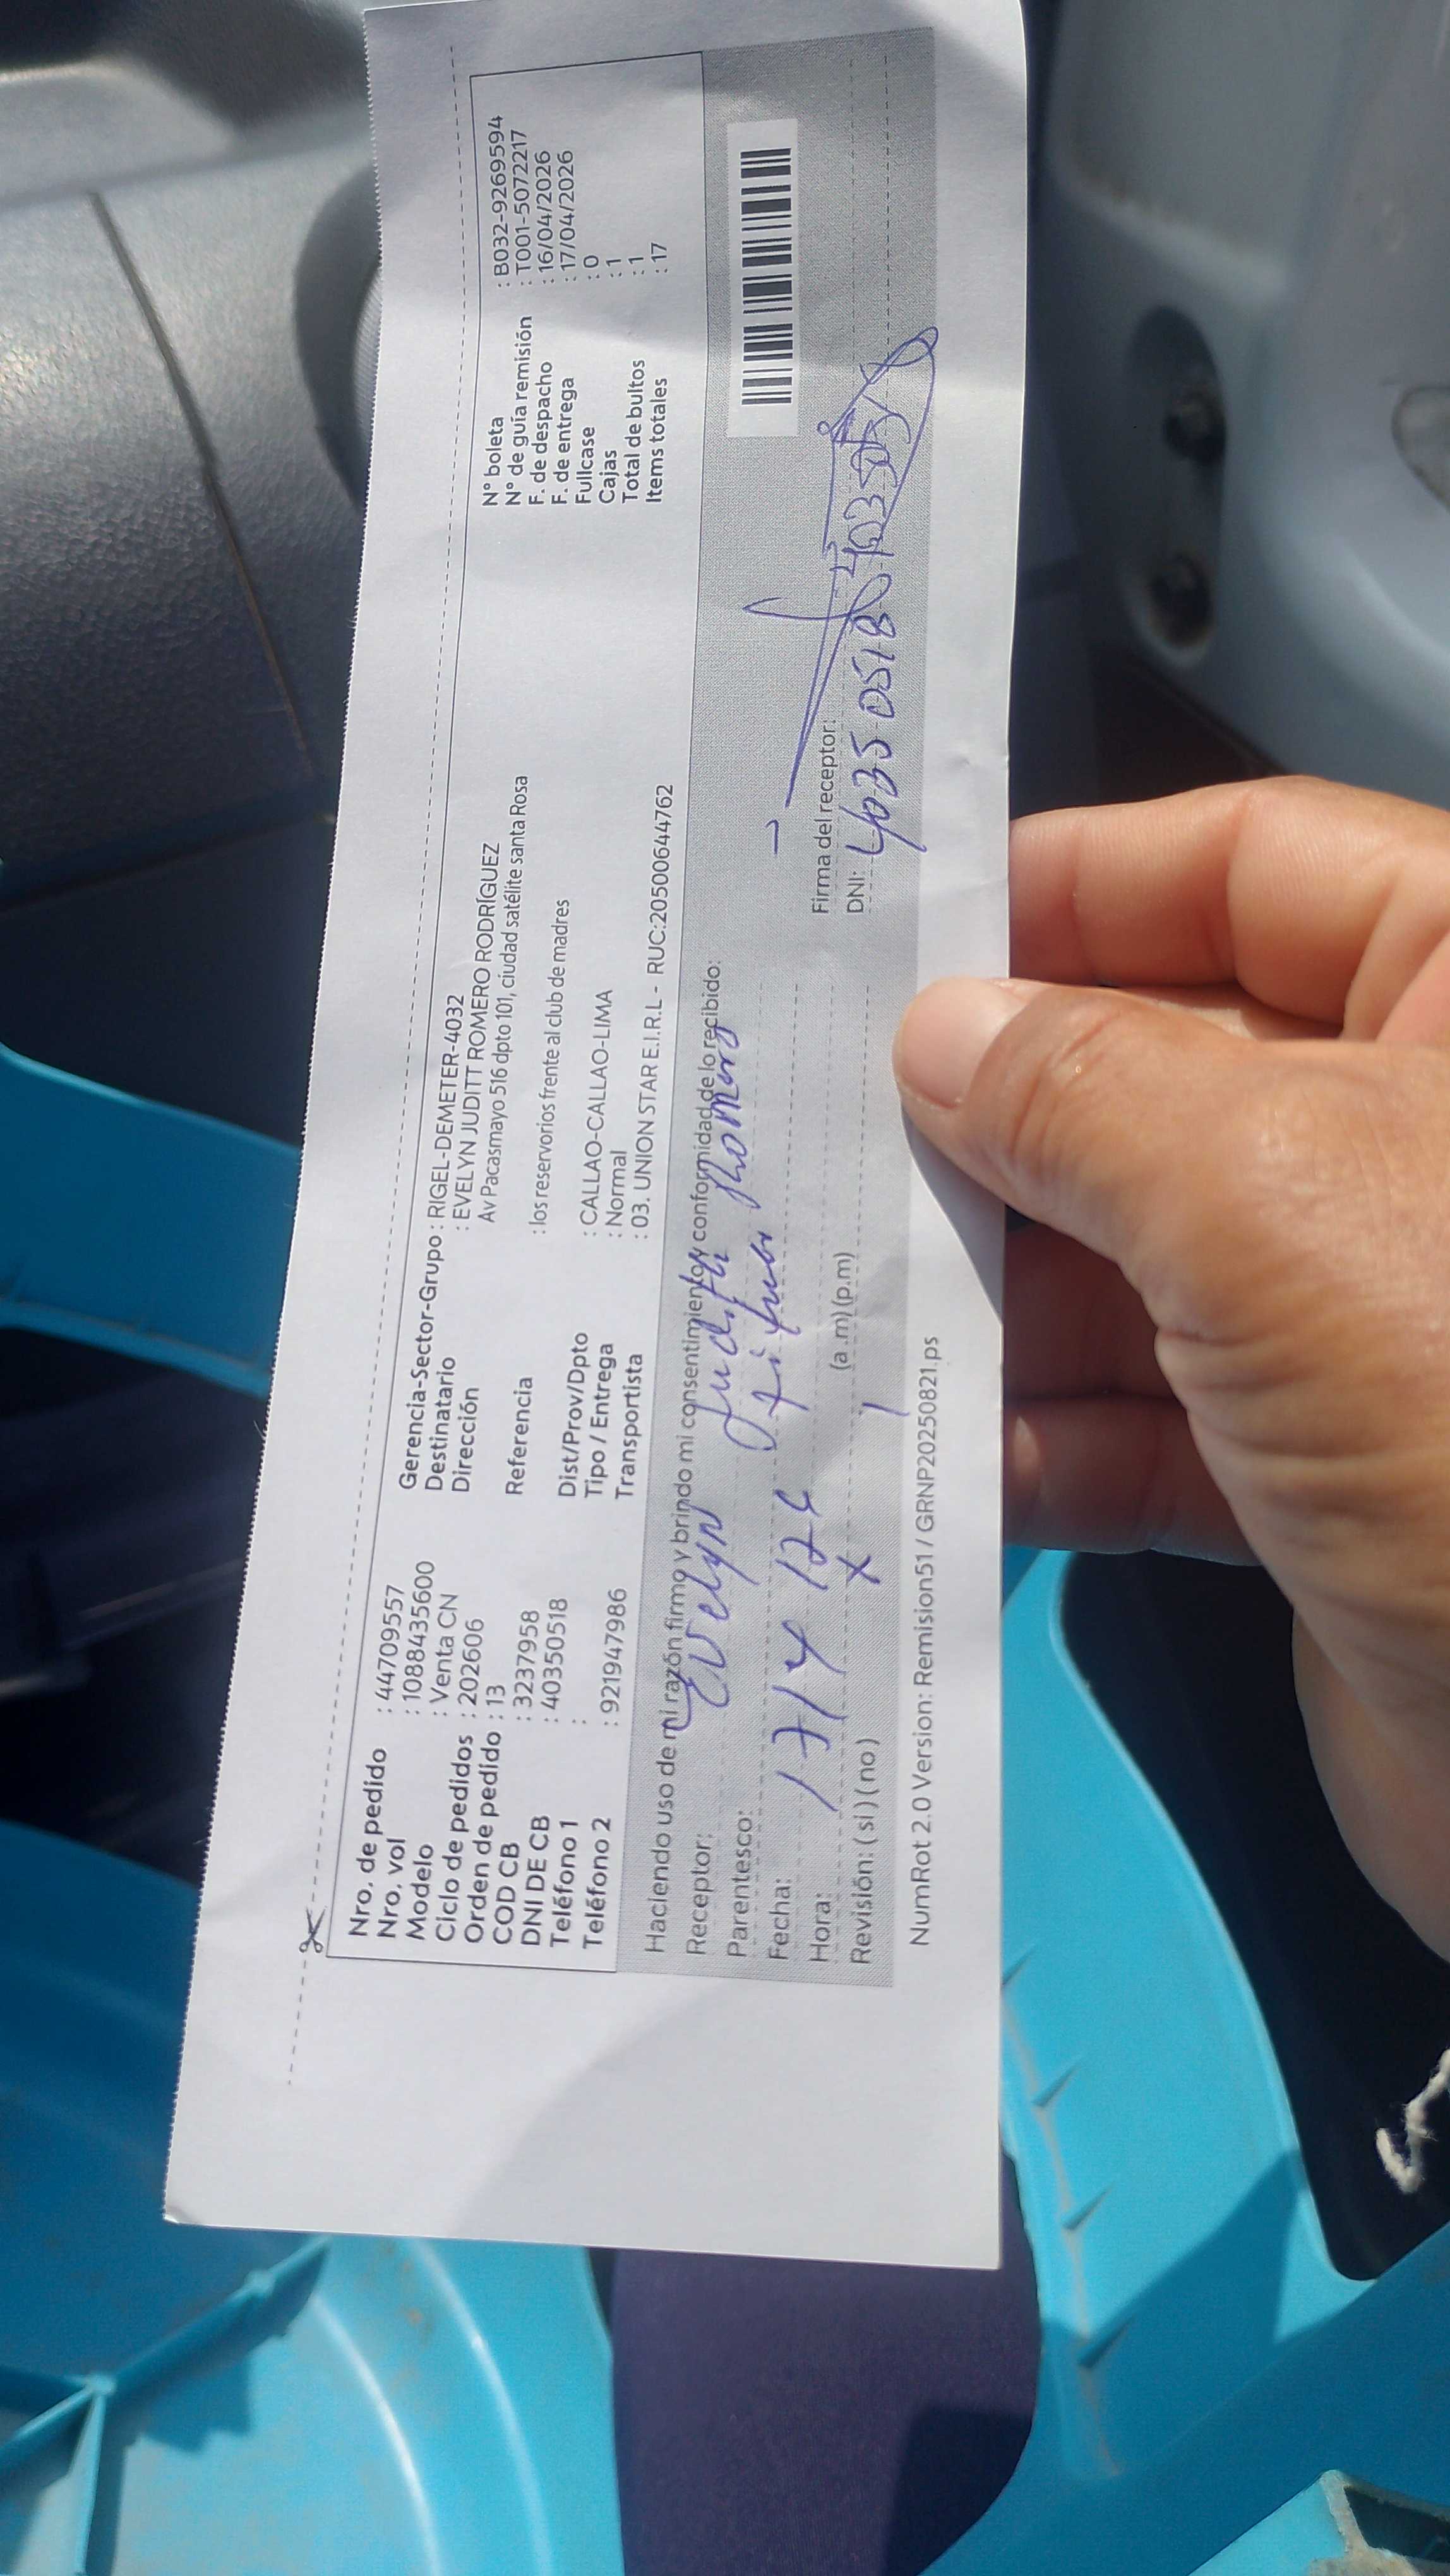 Nro. de pedido : 44709557
Nro. vol : 1088435600
Modelo : Venta CN
Ciclo de pedidos : 202606
Orden de pedido : 13
COD CB : 3237958
DNI DE CB : 40350518
Teléfono 1 :
Teléfono 2 : 921947986
Gerencia-Sector-Grupo : RIGEL-DEMETER-4032
Destinatario : EVELYN JUDITT ROMERO RODRÍGUEZ
Dirección Av Pacasmayo 516 dpto 101, ciudad satélite santa Rosa
Referencia : los reservorios frente al club de madres
Dist/Prov/Dpto : CALLAO-CALLAO-LIMA
Tipo / Entrega : Normal
Transportista : 03. UNION STAR E.I.R.L - RUC:20500644762
N° boleta : B032-9269594
N° de guía remisión : T001-5072217
F. de despacho : 16/04/2026
F. de entrega : 17/04/2026
Fullcase : 0
Cajas : 1
Total de bultos : 1
Items totales : 17
Haciendo uso de mi razón firmo y brindo mi consentimiento y conformidad de lo recibido:
Receptor: Evelyn Judith Romero
Parentesco: Titular
Fecha: 17/4/26
Hora: (a .m) (p.m)
Revisión: ( si ) ( no )
Firma del receptor:
DNI: 40350518
NumRot 2.0 Version: Remision51 / GRNP20250821.ps